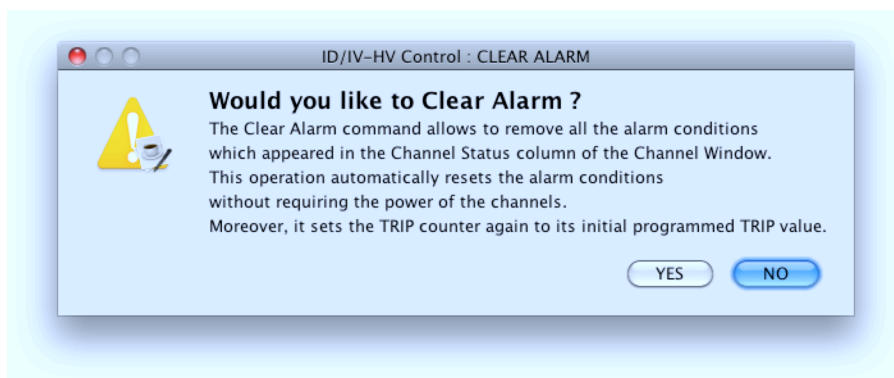 ID/IV-HV Control : CLEAR ALARM
Would you like to Clear Alarm ?
The Clear Alarm command allows to remove all the alarm conditions
which appeared in the Channel Status column of the Channel Window.
This operation automatically resets the alarm conditions
without requiring the power of the channels.
Moreover, it sets the TRIP counter again to its initial programmed TRIP value.
YES NO